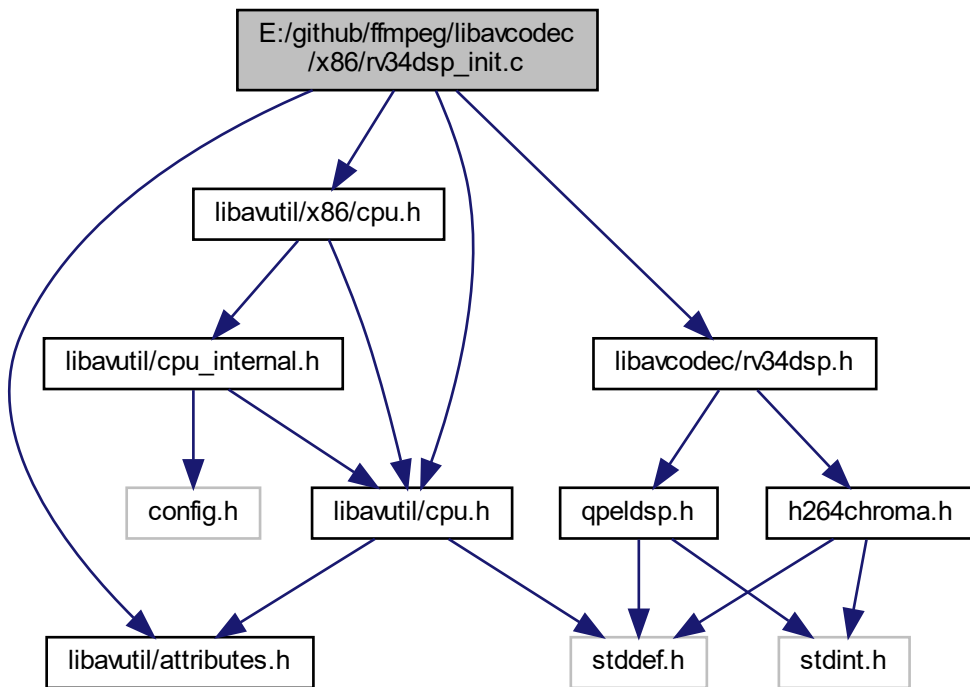 E:/github/ffmpeg/libavcodec
/x86/rv34dsp_init.c
libavutil/x86/cpu.h
libavutil/cpu_internal.h
libavcodec/rv34dsp.h
config.h
libavutil/cpu.h
qpeldsp.h
h264chroma.h
libavutil/attributes.h
stddef.h
stdint.h